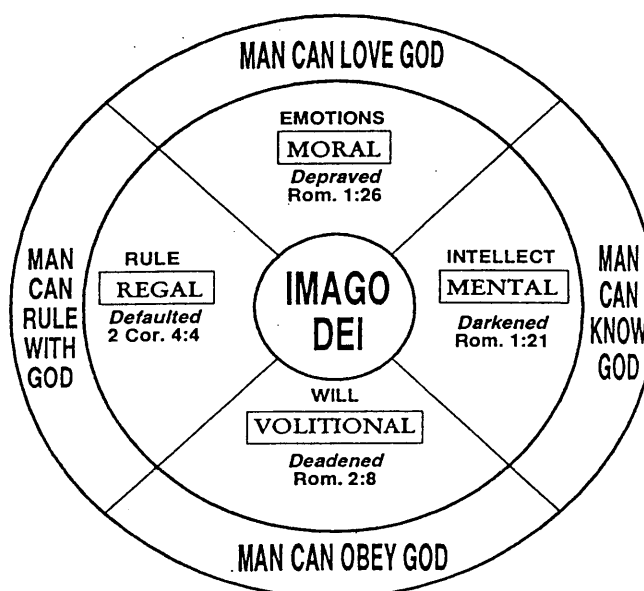 MAN CAN LOVE GOD
EMOTIONS
MORAL
Depraved
Rom. 1:26
MAN
CAN
RULE
WITH
GOD
RULE
REGAL
Defaulted
2 Cor. 4:4
IMAGO
DEI
INTELLECT
MENTAL
Darkened
Rom. 1:21
MAN
CAN
KNOW
GOD
WILL
VOLITIONAL
Deadened
Rom. 2:8
MAN CAN OBEY GOD